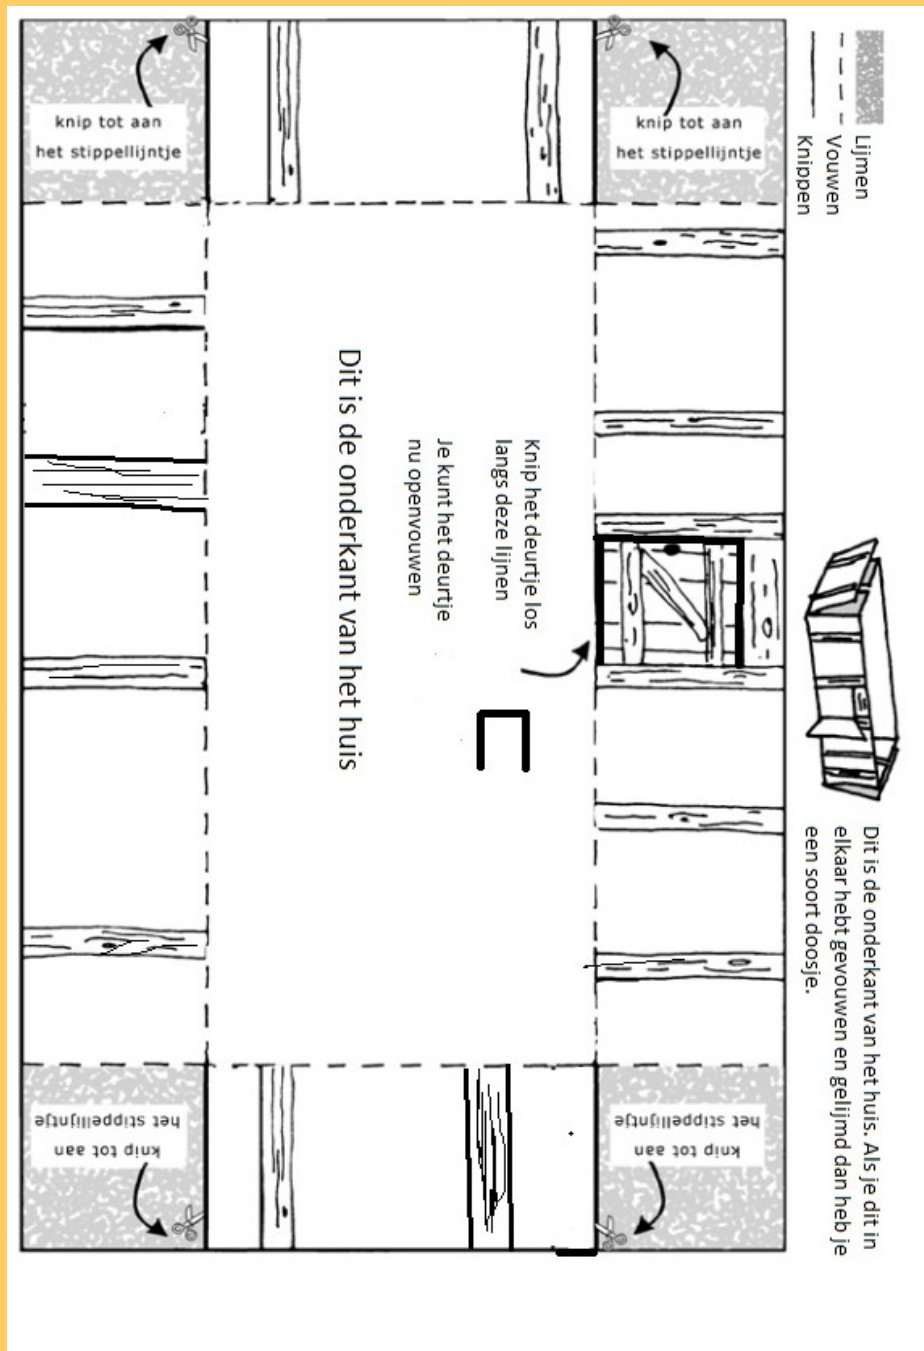 Lijmen
Vouwen
Knippen
Dit is de onderkant van het huis. Als je dit in
elkaar hebt gevouwen en gelijmd dan heb je
een soort doosje.
knip tot aan
het stippellijntje
knip tot aan
het stippellijntje
Knip het deurtje los
langs deze lijnen
Je kunt het deurtje
nu openvouwen
Dit is de onderkant van het huis
knip tot aan
het stippellijntje
knip tot aan
het stippellijntje